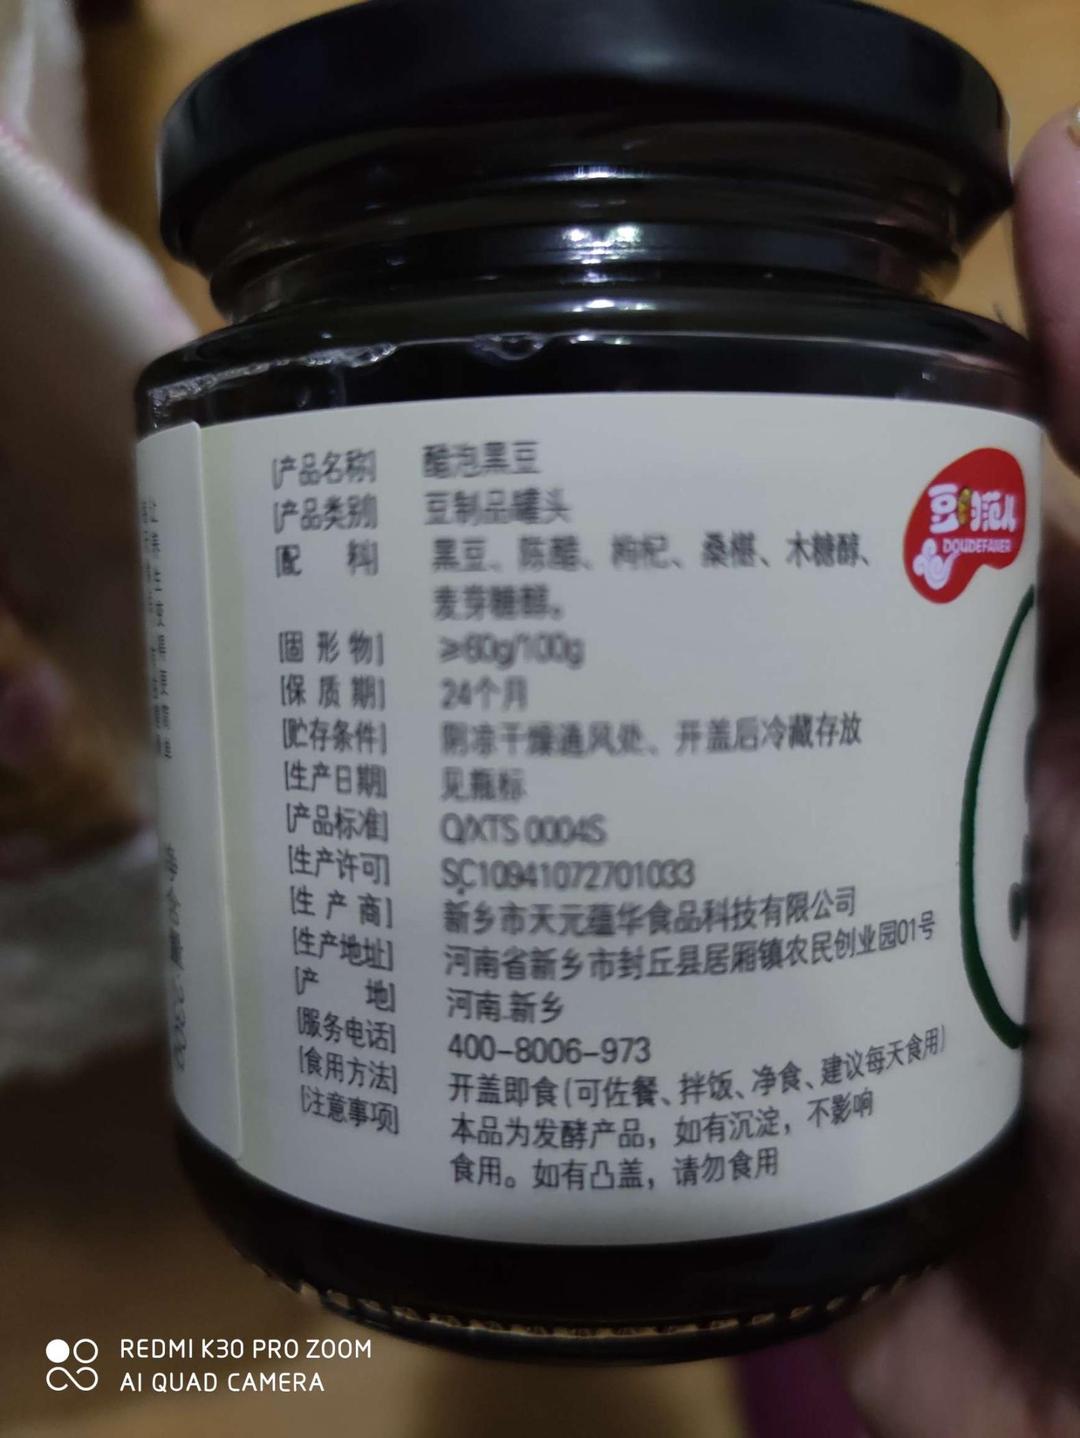 [产品名称] 醋泡黑豆
[产品类别] 豆制品罐头
[配 料] 黑豆、陈醋、枸杞、桑椹、木糖醇、
麦芽糖醇。
[固形物] ≥60g/100g
[保质期] 24个月
[贮存条件] 阴凉干燥通风处、开盖后冷藏存放
[生产日期] 见瓶标
[产品标准] Q/XTS 0004S
[生产许可] SC10941072701033
[生产商] 新乡市天元蕴华食品科技有限公司
[生产地址] 河南省新乡市封丘县居厢镇农民创业园01号
[产 地] 河南.新乡
[服务电话] 400-8006-973
[食用方法] 开盖即食(可佐餐、拌饭、净食、建议每天食用)
[注意事项] 本品为发酵产品，如有沉淀，不影响
食用。如有凸盖，请勿食用
DOUDEFANER
让养生变得更简单
REDMI K30 PRO ZOOM
AI QUAD CAMERA